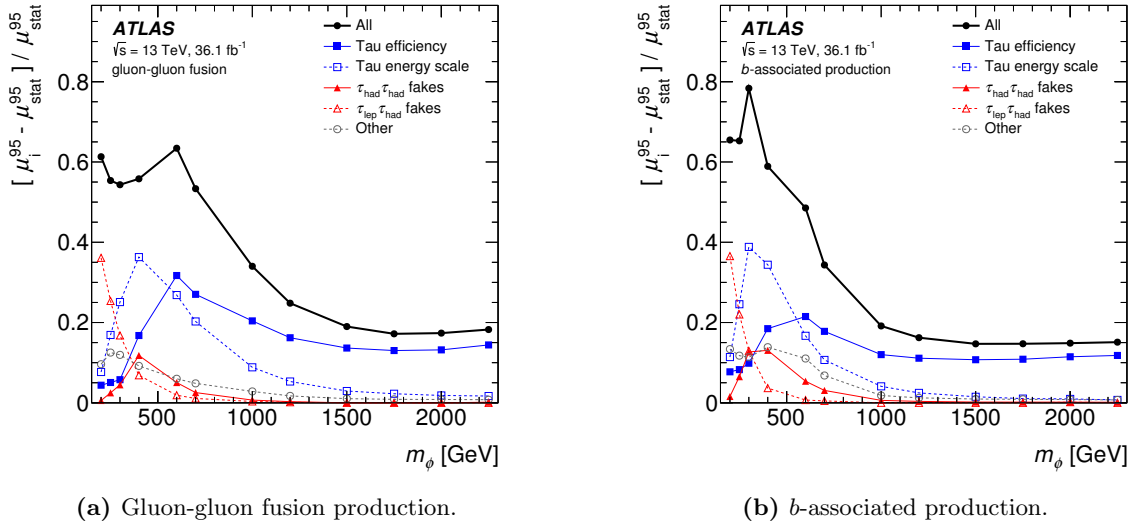 ATLAS
√s = 13 TeV, 36.1 fb⁻¹
gluon-gluon fusion
All
Tau efficiency
Tau energy scale
τhadτhad fakes
τlepτhad fakes
Other
[ μi95 - μstat95 ] / μstat95
0.8
0.6
0.4
0.2
0
500 1000 1500 2000
mϕ [GeV]
(a) Gluon-gluon fusion production.
ATLAS
√s = 13 TeV, 36.1 fb⁻¹
b-associated production
All
Tau efficiency
Tau energy scale
τhadτhad fakes
τlepτhad fakes
Other
[ μi95 - μstat95 ] / μstat95
0.8
0.6
0.4
0.2
0
500 1000 1500 2000
mϕ [GeV]
(b) b-associated production.